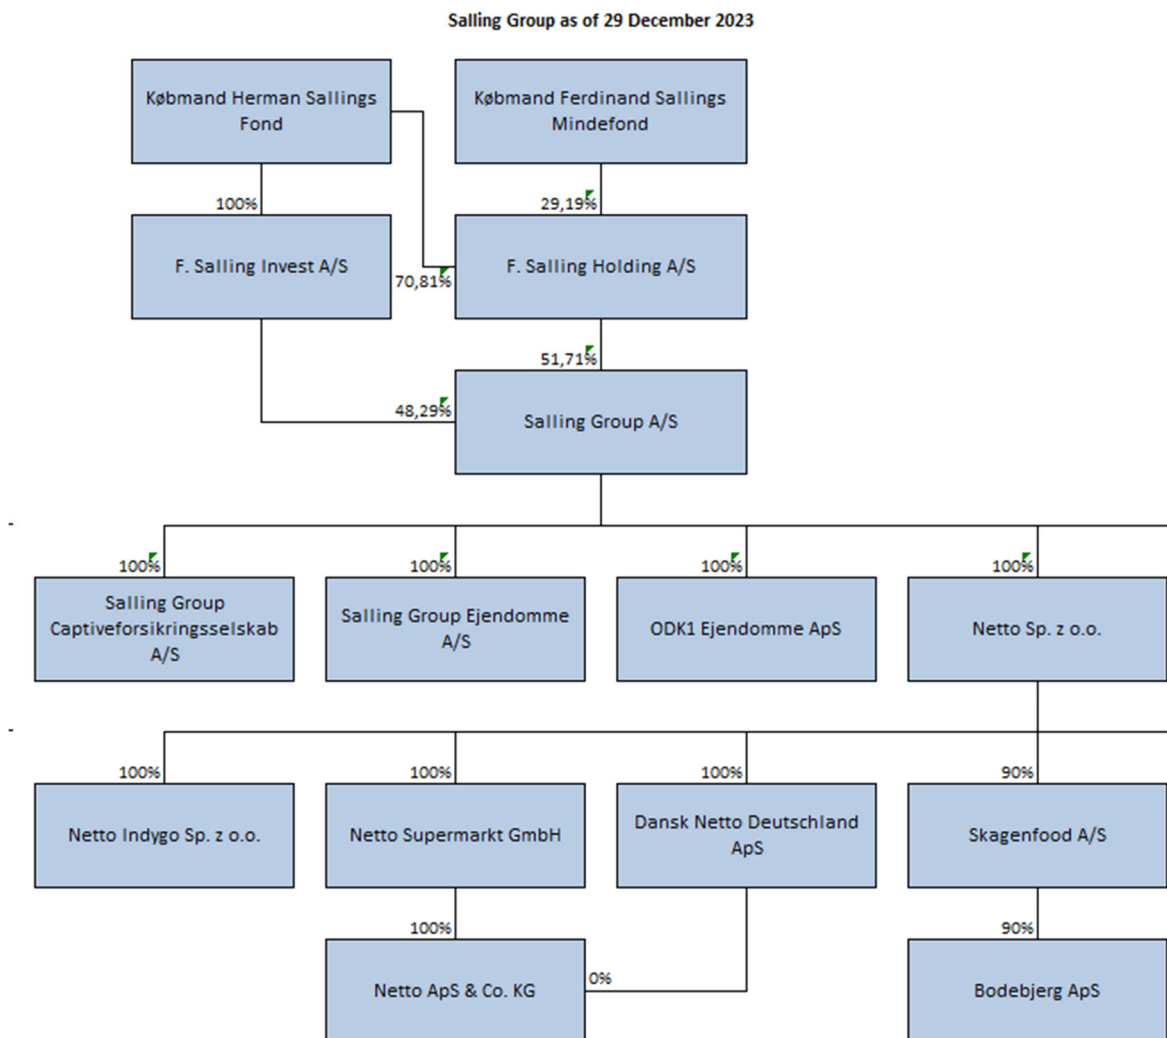 Salling Group as of 29 December 2023
Købmand Herman Sallings
Fond
Købmand Ferdinand Sallings
Mindefond
100%
29,19%
F. Salling Invest A/S
F. Salling Holding A/S
70,81%
51,71%
48,29%
Salling Group A/S
-
100%
100%
100%
100%
Salling Group
Captiveforsikringsselskab
A/S
Salling Group Ejendomme
A/S
ODK1 Ejendomme ApS
Netto Sp. z o.o.
-
100%
100%
100%
90%
Netto Indygo Sp. z o.o.
Netto Supermarkt GmbH
Dansk Netto Deutschland
ApS
Skagenfood A/S
100%
90%
0%
Netto ApS & Co. KG
Bodebjerg ApS